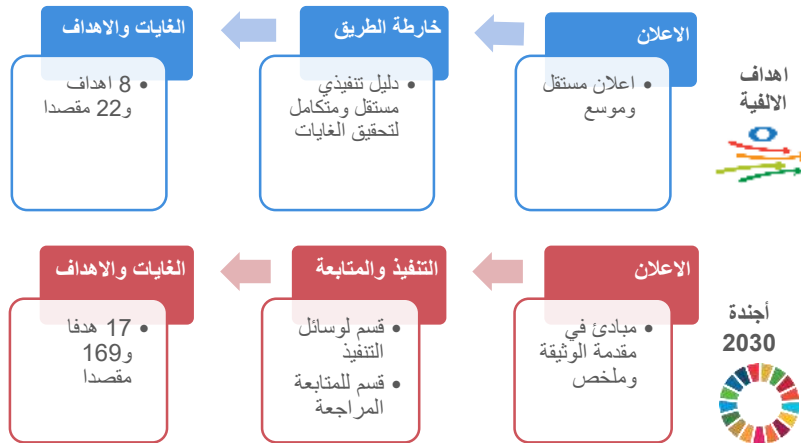 اهداف
الالفية
الاعلان
اعلان مستقل
وموسع
خارطة الطريق
دليل تنفيذي
مستقل ومتكامل
لتحقيق الغايات
الغايات والاهداف
8 اهداف
و22 مقصدا
أجندة
2030
الاعلان
مبادئ في
مقدمة الوثيقة
وملخص
التنفيذ والمتابعة
قسم لوسائل
التنفيذ
قسم للمتابعة
المراجعة
الغايات والاهداف
17 هدفا
و169
مقصدا